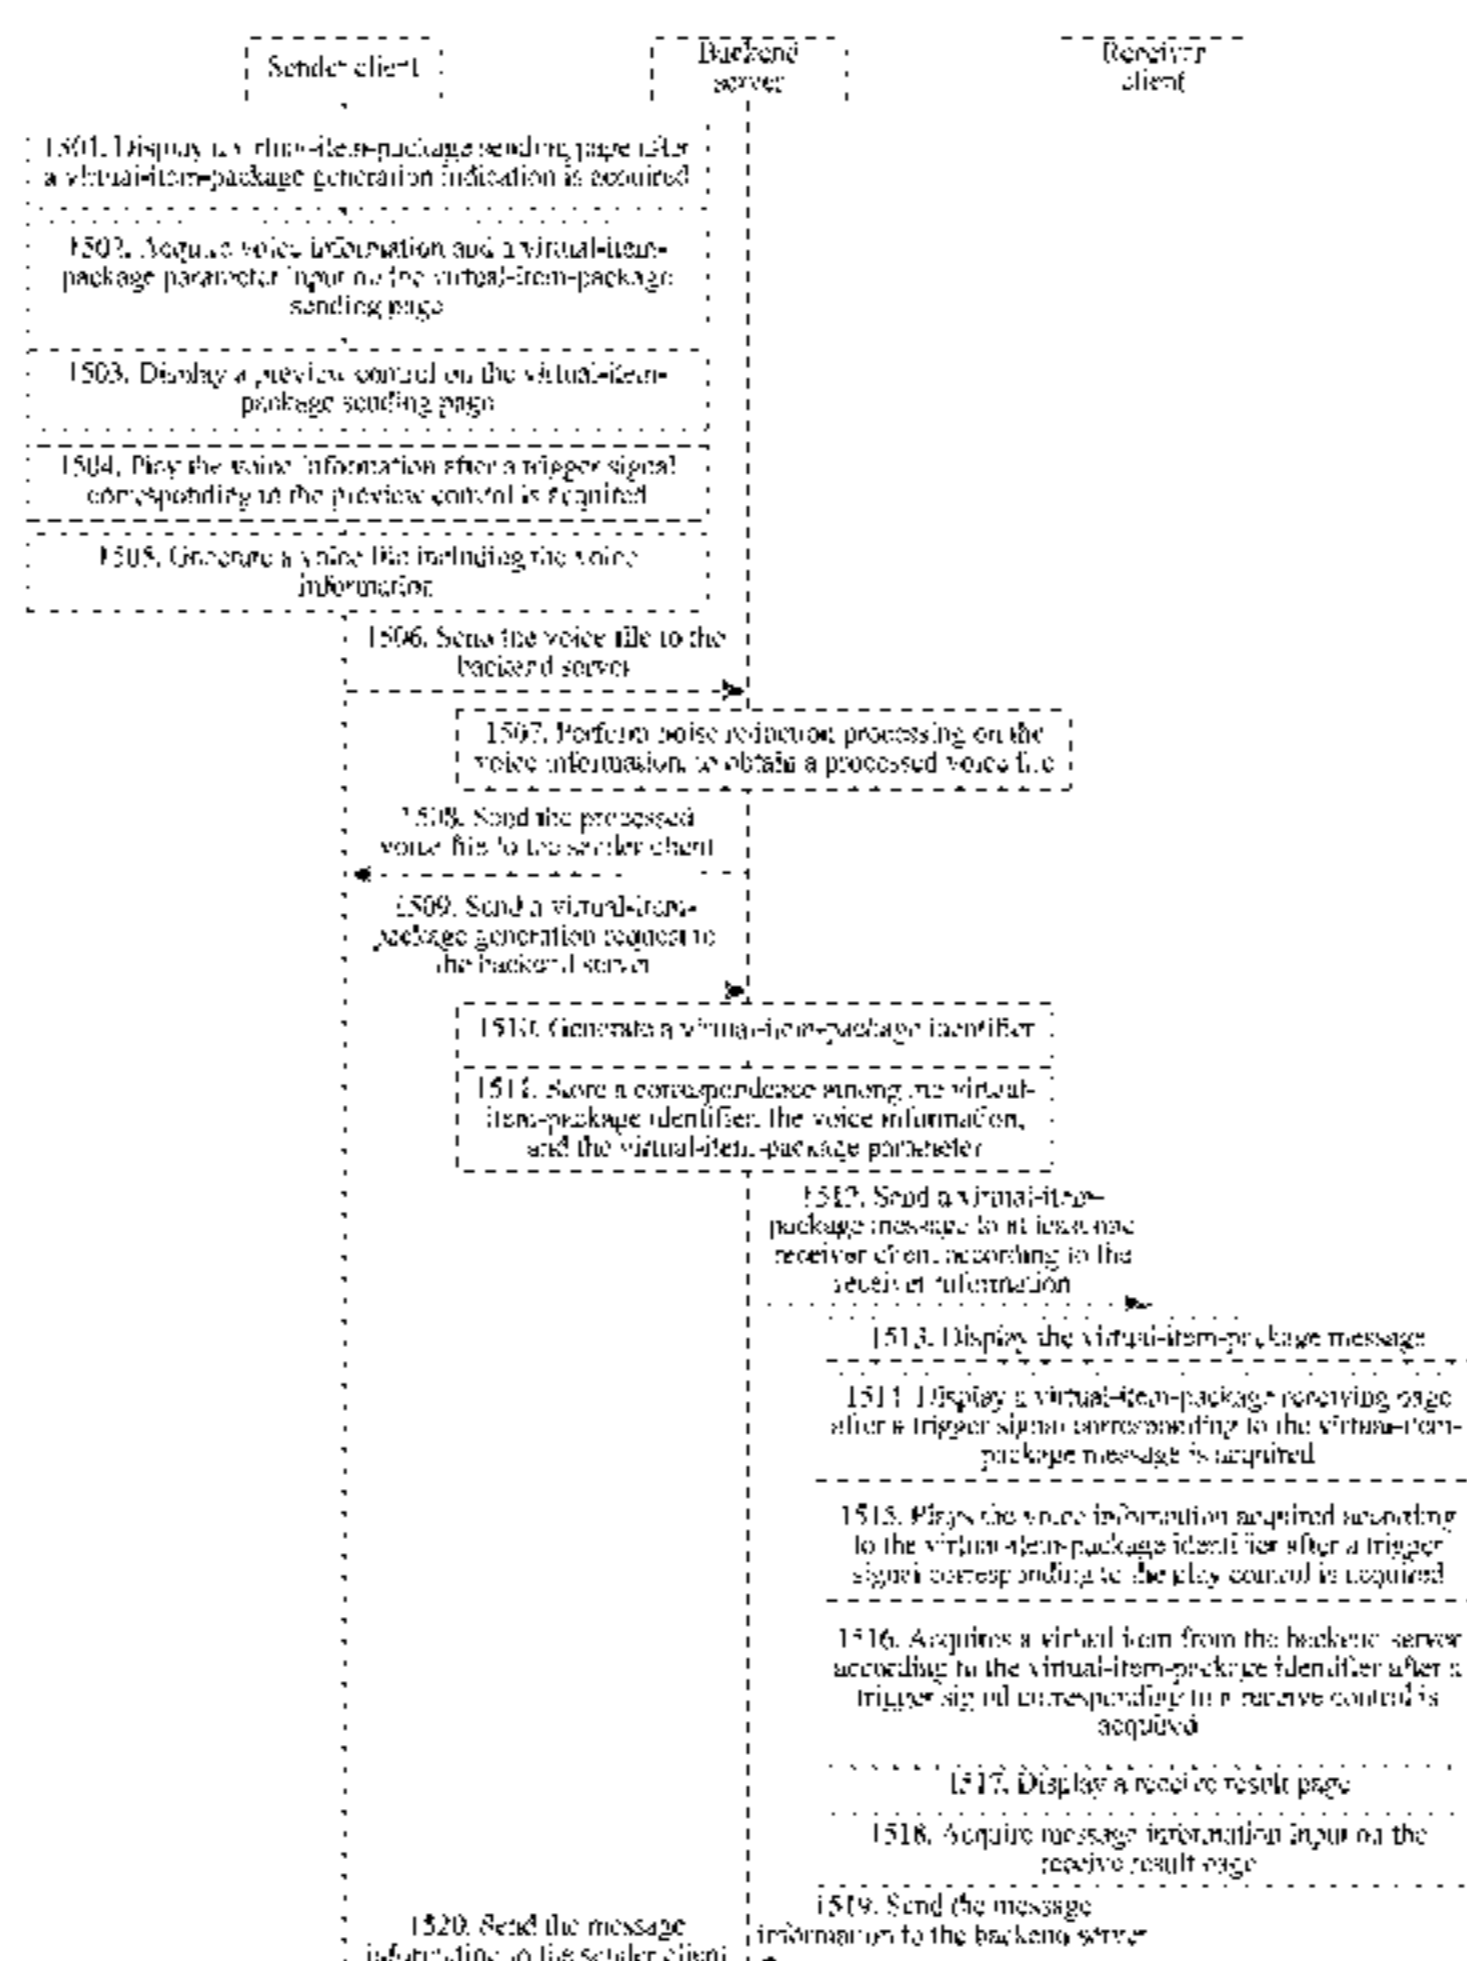 Sender client
Backend
server
Receiver
client
1501. Display a virtual-item-package sending page after
a virtual-item-package generation indication is acquired
1502. Acquire voice information and a virtual-item-
package parameter input on the virtual-item-package
sending page
1503. Display a preview control on the virtual-item-
package sending page
1504. Play the voice information after a trigger signal
corresponding to the preview control is acquired
1505. Generate a voice file including the voice
information
1506. Send the voice file to the
backend server
1507. Perform noise reduction processing on the
voice information, to obtain a processed voice file
1508. Send the processed
voice file to the sender client
1509. Send a virtual-item-
package generation request to
the backend server
1510. Generate a virtual-item-package identifier
1511. Store a correspondence among the virtual-
item-package identifier, the voice information,
and the virtual-item-package parameter
1512. Send a virtual-item-
package message to at least one
receiver client according to the
receiver information
1513. Display the virtual-item-package message
1514. Display a virtual-item-package receiving page
after a trigger signal corresponding to the virtual-item-
package message is acquired
1515. Plays the voice information acquired according
to the virtual-item-package identifier after a trigger
signal corresponding to the play control is acquired
1516. Acquires a virtual item from the backend server
according to the virtual-item-package identifier after a
trigger signal corresponding to a receive control is
acquired
1517. Display a receive result page
1518. Acquire message information input on the
receive result page
1519. Send the message
information to the backend server
1520. Send the message
information to the sender client